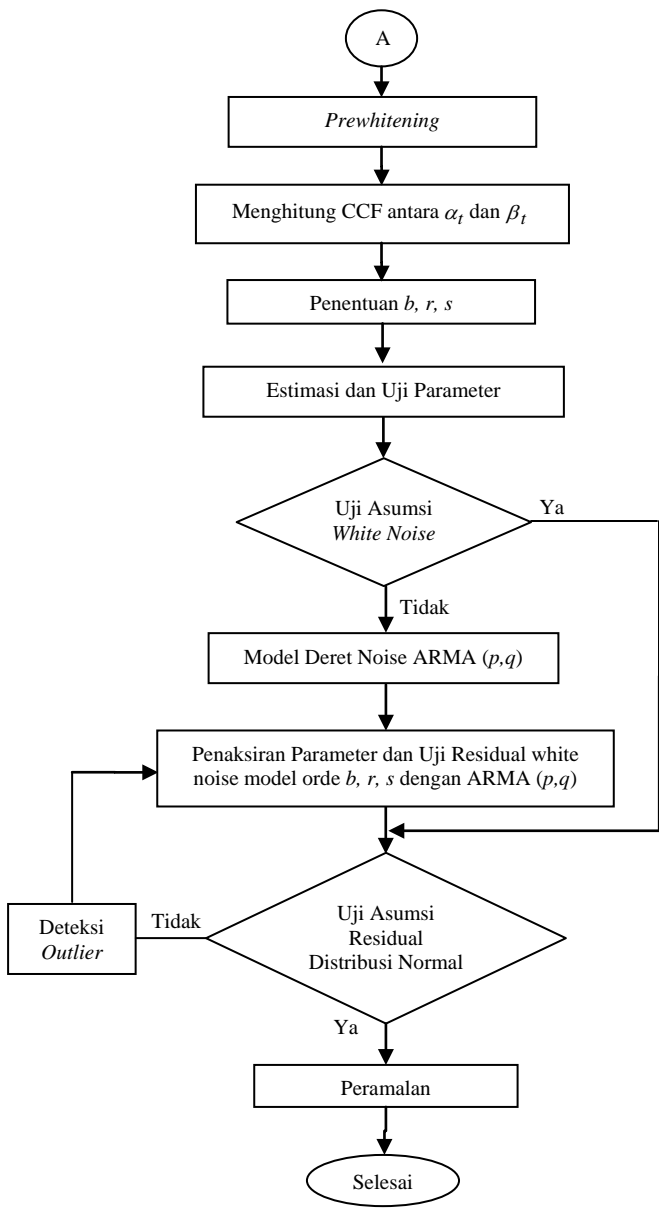 A
Prewhitening
Menghitung CCF antara αt dan βt
Penentuan b, r, s
Estimasi dan Uji Parameter
Uji Asumsi
White Noise
Ya
Tidak
Model Deret Noise ARMA (p,q)
Penaksiran Parameter dan Uji Residual white
noise model orde b, r, s dengan ARMA (p,q)
Deteksi
Outlier
Tidak
Uji Asumsi
Residual
Distribusi Normal
Ya
Peramalan
Selesai